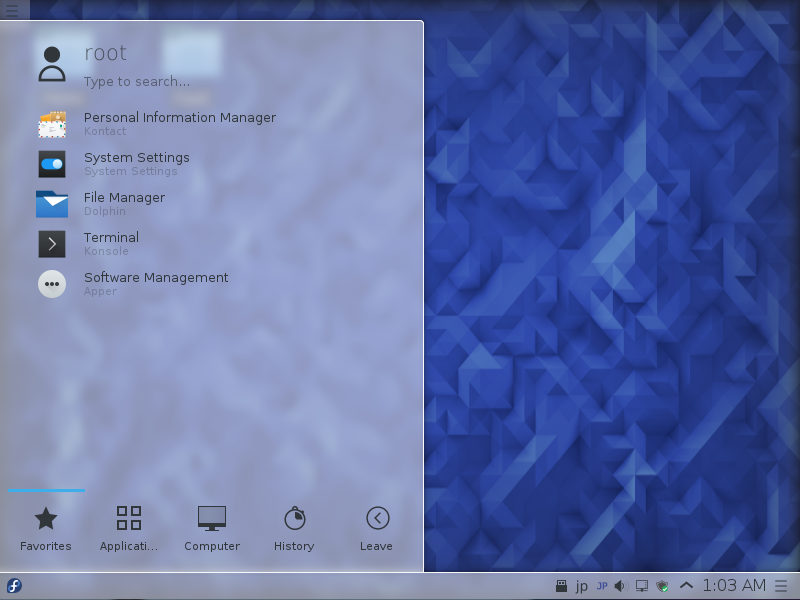 root
Type to search...
Personal Information Manager
Kontact
System Settings
System Settings
File Manager
Dolphin
Terminal
Konsole
Software Management
Apper
Favorites
Applicati...
Computer
History
Leave
jp
JP
1:03 AM